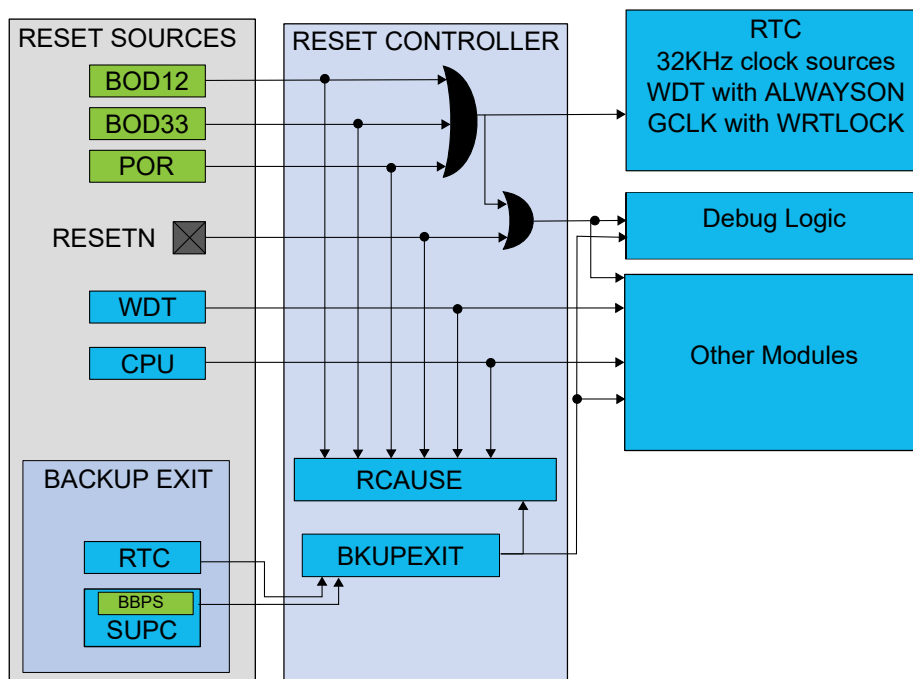 RESET SOURCES
BOD12
BOD33
POR
RESETN
WDT
CPU
BACKUP EXIT
RTC
BBPS
SUPC
RESET CONTROLLER
RCAUSE
BKUPEXIT
RTC
32KHz clock sources
WDT with ALWAYSON
GCLK with WRTLOCK
Debug Logic
Other Modules